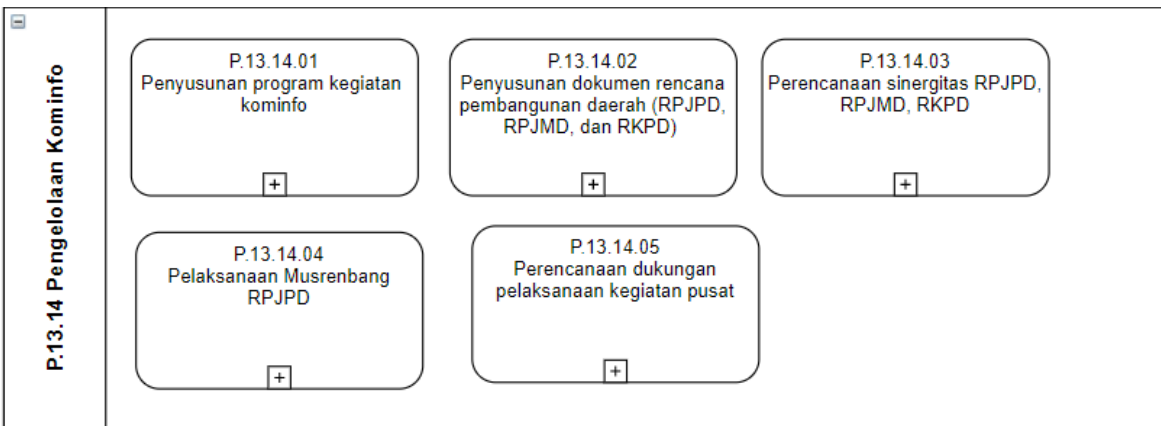 P.13.14 Pengelolaan Kominfo
P.13.14.01
Penyusunan program kegiatan
kominfo
P.13.14.02
Penyusunan dokumen rencana
pembangunan daerah (RPJPD,
RPJMD, dan RKPD)
P.13.14.03
Perencanaan sinergitas RPJPD,
RPJMD, RKPD
P.13.14.04
Pelaksanaan Musrenbang
RPJPD
P.13.14.05
Perencanaan dukungan
pelaksanaan kegiatan pusat